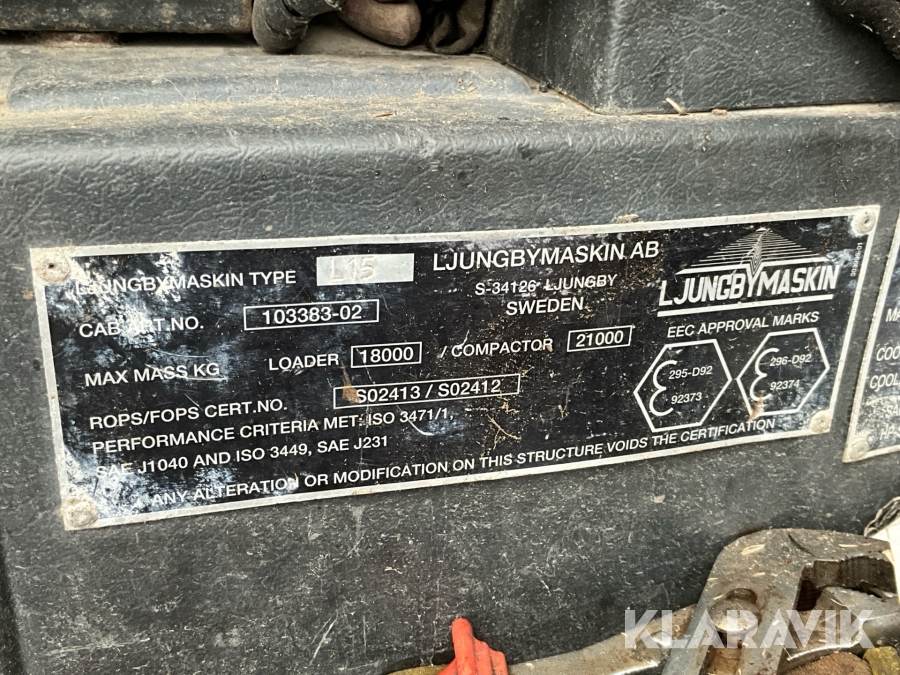 LJUNGBYMASKIN TYPE L15
LJUNGBYMASKIN AB
S-34126 LJUNGBY
SWEDEN
LJUNGBYMASKIN
CAB ART.NO. 103383-02
MAX MASS KG LOADER 18000 / COMPACTOR 21000
ROPS/FOPS CERT.NO. S02413 / S02412
PERFORMANCE CRITERIA MET: ISO 3471/1,
SAE J1040 AND ISO 3449, SAE J231
ANY ALTERATION OR MODIFICATION ON THIS STRUCTURE VOIDS THE CERTIFICATION
EEC APPROVAL MARKS
295-D92
92373
296-D92
92374
MA
COO
COOL
KLARAVIK